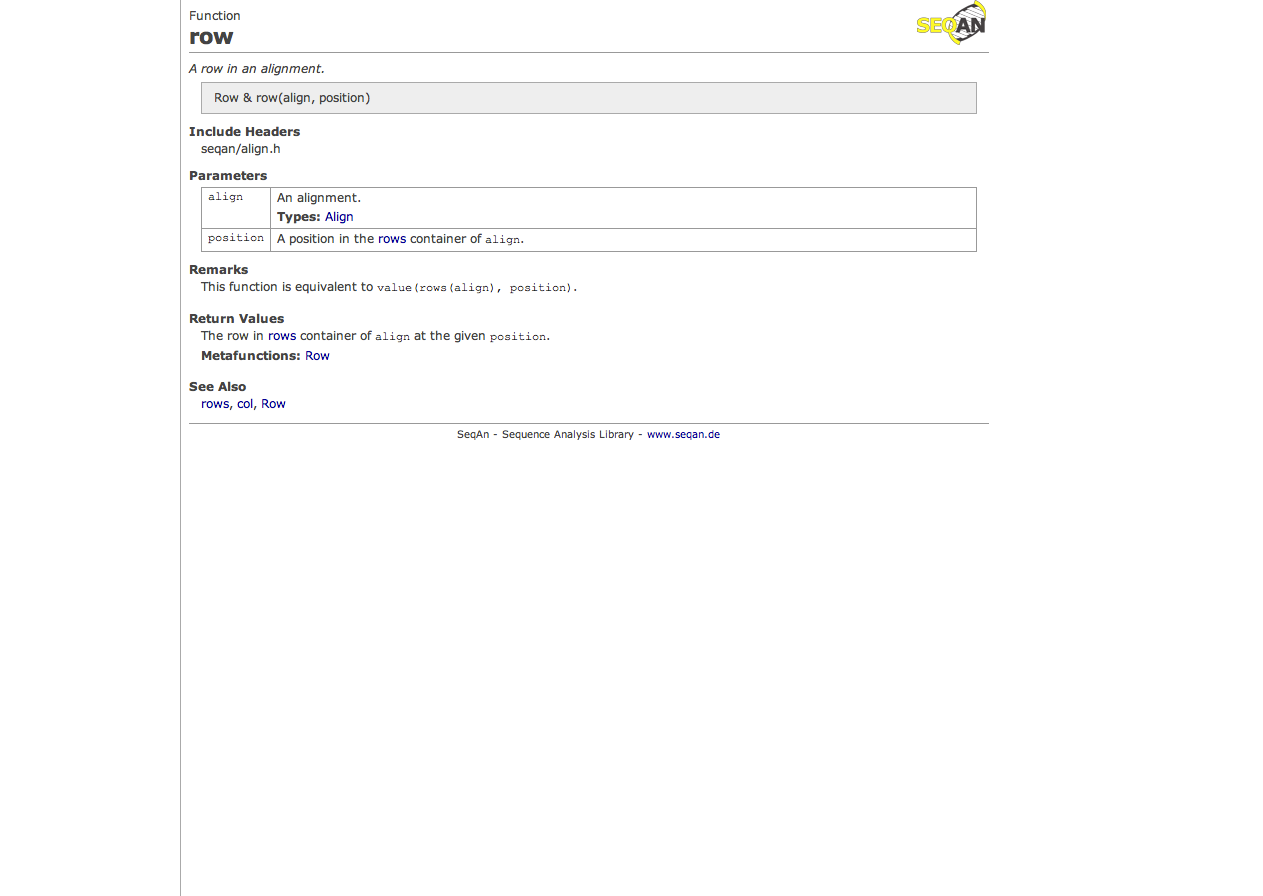 Function
row
SEQAN
A row in an alignment.
Row & row(align, position)
Include Headers
seqan/align.h
Parameters
align An alignment.
Types: Align
position A position in the rows container of align.
Remarks
This function is equivalent to value(rows(align), position).
Return Values
The row in rows container of align at the given position.
Metafunctions: Row
See Also
rows, col, Row
SeqAn - Sequence Analysis Library - www.seqan.de